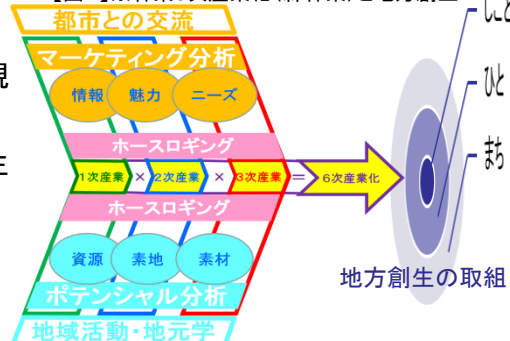 都市との交流
マーケティング分析
情報
魅力
ニーズ
ホースロギング
1次産業
×
2次産業
×
3次産業
=
6次産業化
ホースロギング
資源
素地
素材
ポテンシャル分析
地域活動・地元学
しごと
ひと
まち
地方創生の取組